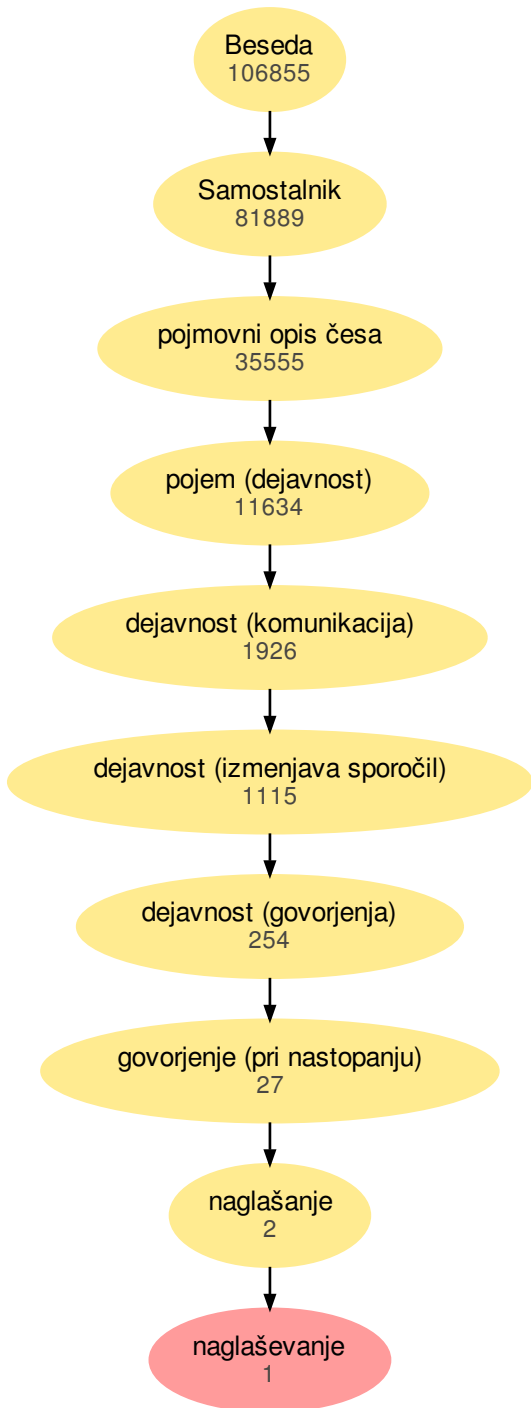 Beseda
106855
Samostalnik
81889
pojmovni opis česa
35555
pojem (dejavnost)
11634
dejavnost (komunikacija)
1926
dejavnost (izmenjava sporočil)
1115
dejavnost (govorjenja)
254
govorjenje (pri nastopanju)
27
naglašanje
2
naglaševanje
1